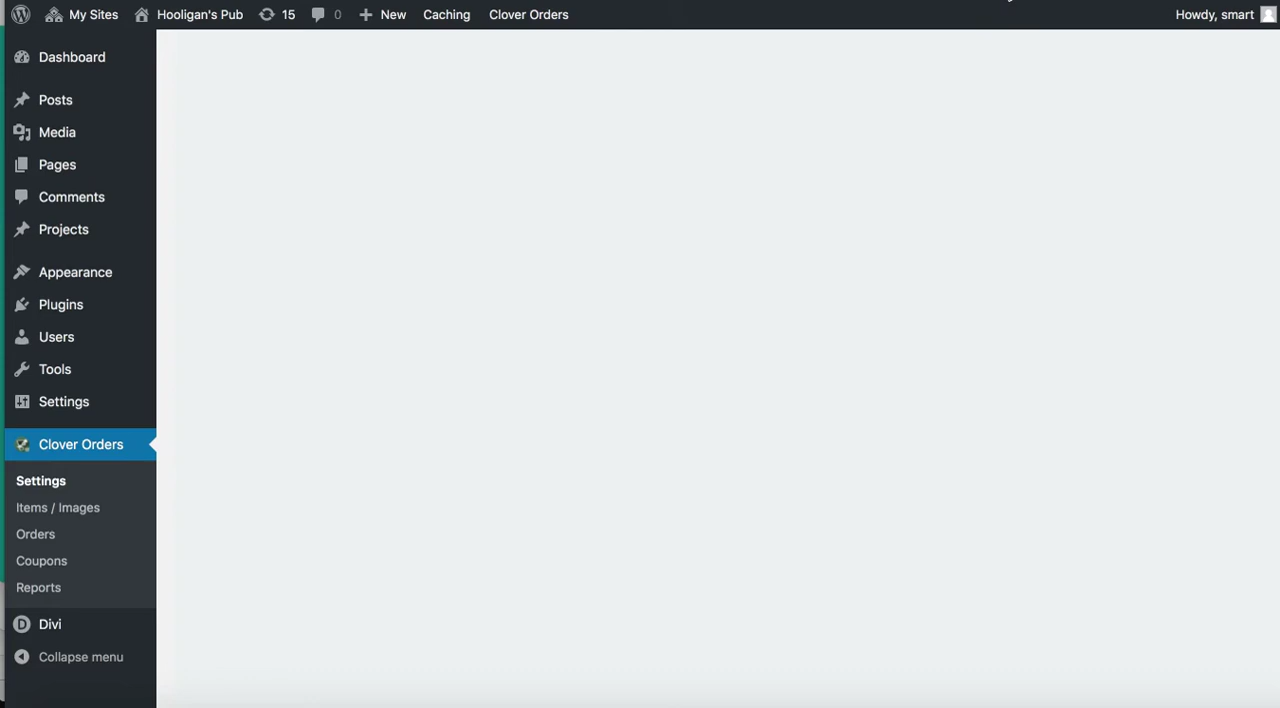 My Sites Hooligan's Pub 15 0 New Caching Clover Orders Howdy, smart
Dashboard
Posts
Media
Pages
Comments
Projects
Appearance
Plugins
Users
Tools
Settings
Clover Orders
Settings
Items / Images
Orders
Coupons
Reports
Divi
Collapse menu